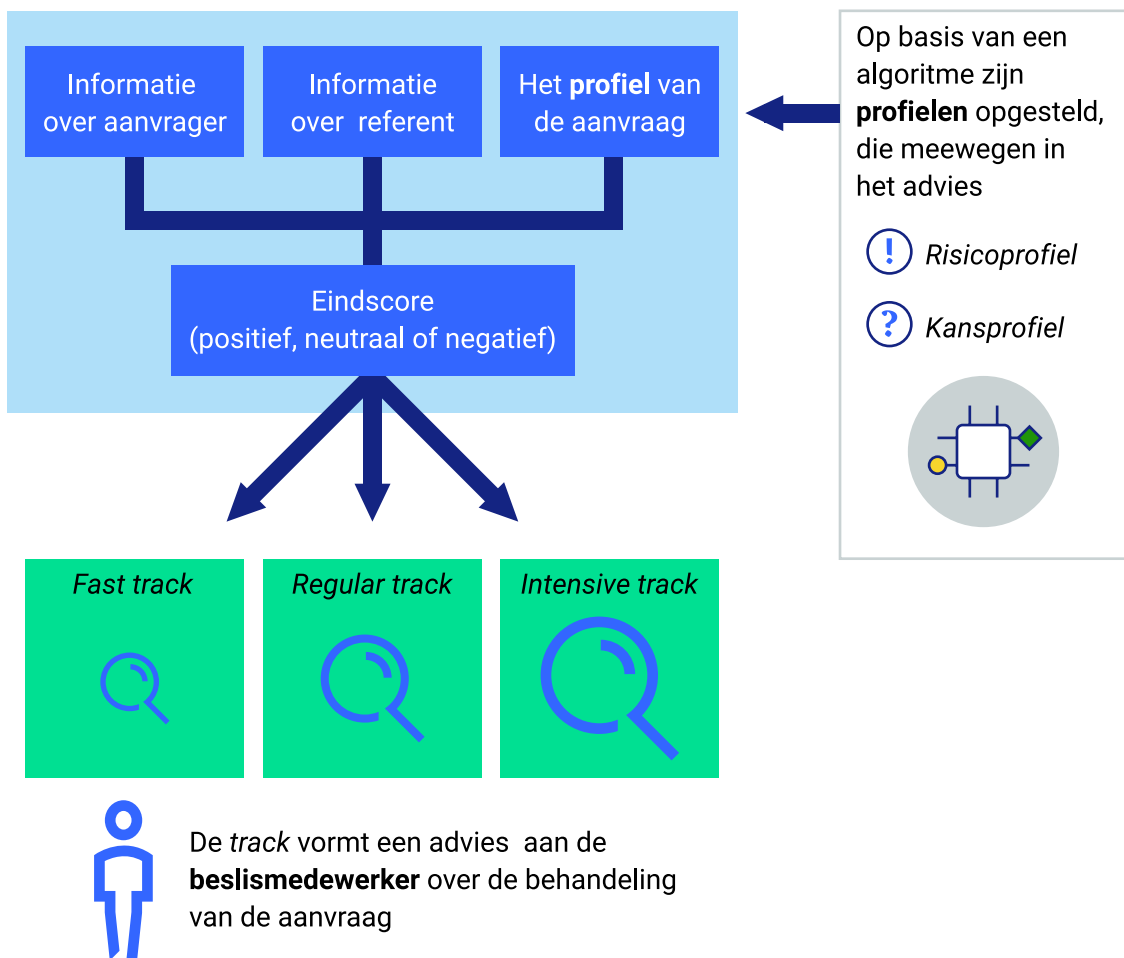 Informatie
over aanvrager
Informatie
over referent
Het profiel van
de aanvraag
Op basis van een
algoritme zijn
profielen opgesteld,
die meewegen in
het advies
! Risicoprofiel
? Kansprofiel
Eindscore
(positief, neutraal of negatief)
Fast track
Regular track
Intensive track
De track vormt een advies aan de
beslismedewerker over de behandeling
van de aanvraag